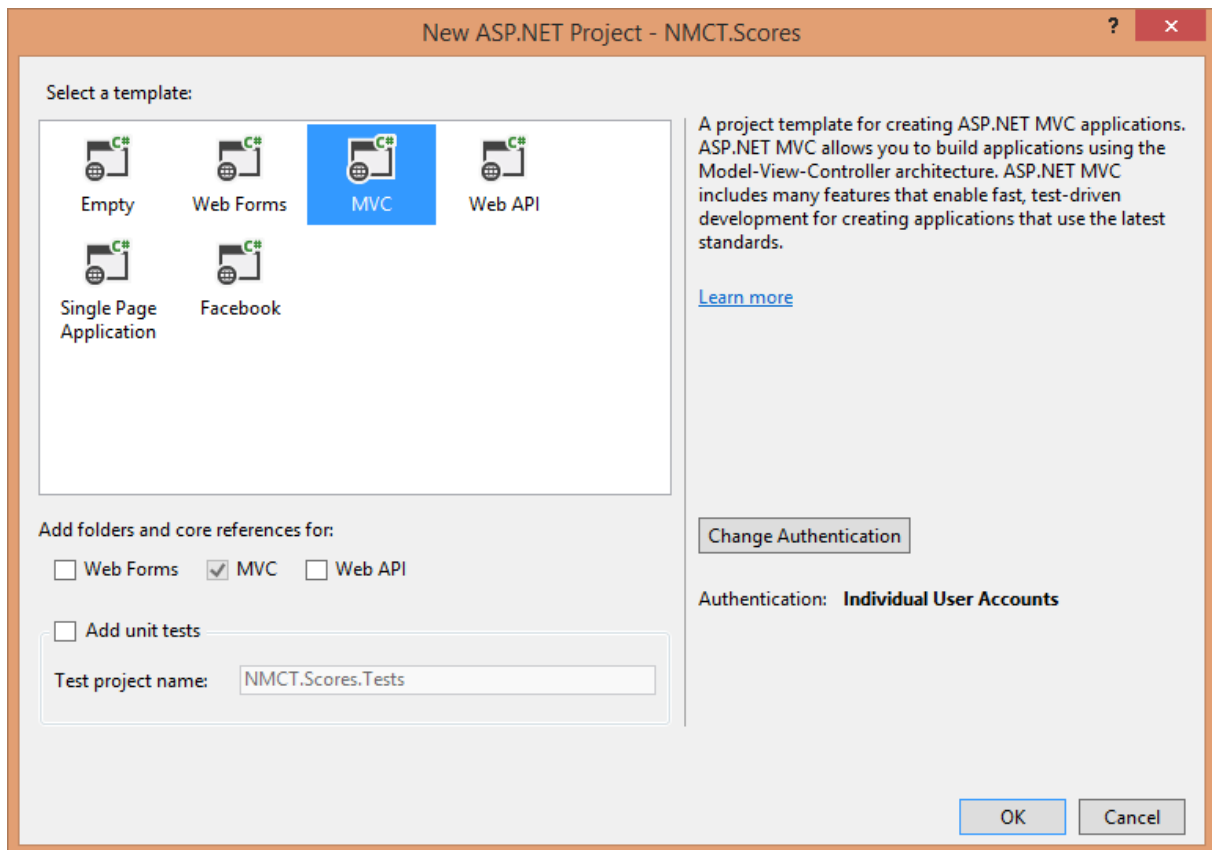 New ASP.NET Project - NMCT.Scores
?
Select a template:
C#
C#
C#
C#
Empty
Web Forms
MVC
Web API
C#
C#
Single Page
Application
Facebook
A project template for creating ASP.NET MVC applications.
ASP.NET MVC allows you to build applications using the
Model-View-Controller architecture. ASP.NET MVC
includes many features that enable fast, test-driven
development for creating applications that use the latest
standards.
Learn more
Add folders and core references for:
Web Forms
MVC
Web API
Add unit tests
Test project name:
NMCT.Scores.Tests
Change Authentication
Authentication: Individual User Accounts
OK
Cancel